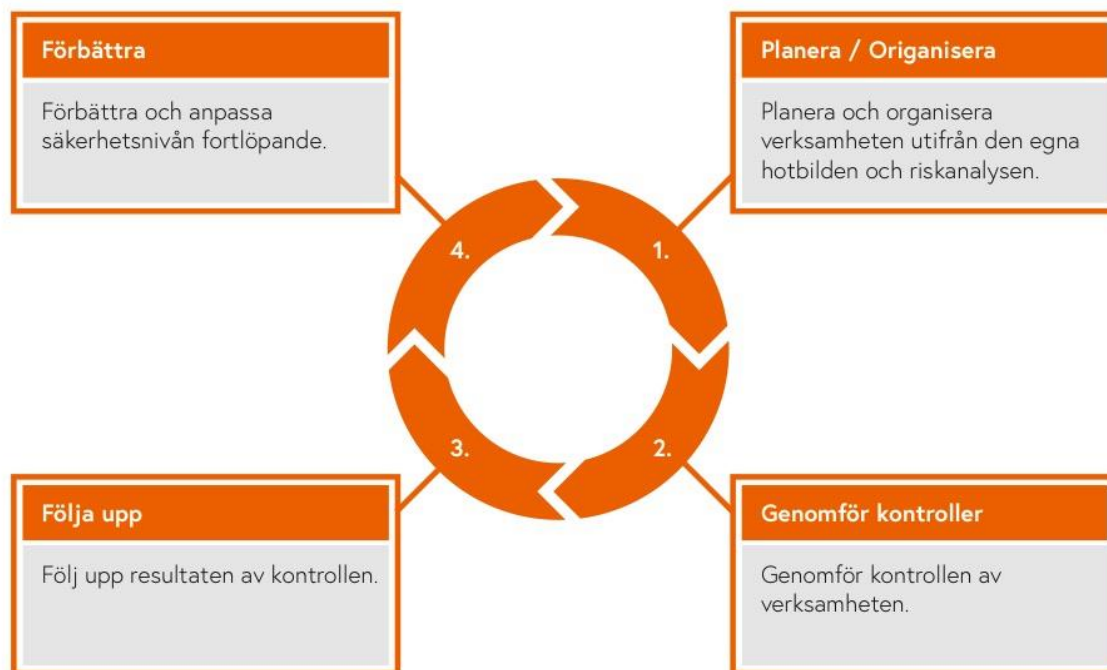 Förbättra
Förbättra och anpassa
säkerhetsnivån fortlöpande.
Planera / Origanisera
Planera och organisera
verksamheten utifrån den egna
hotbilden och riskanalysen.
4.
1.
3.
2.
Följa upp
Följ upp resultaten av kontrollen.
Genomför kontroller
Genomför kontrollen av
verksamheten.